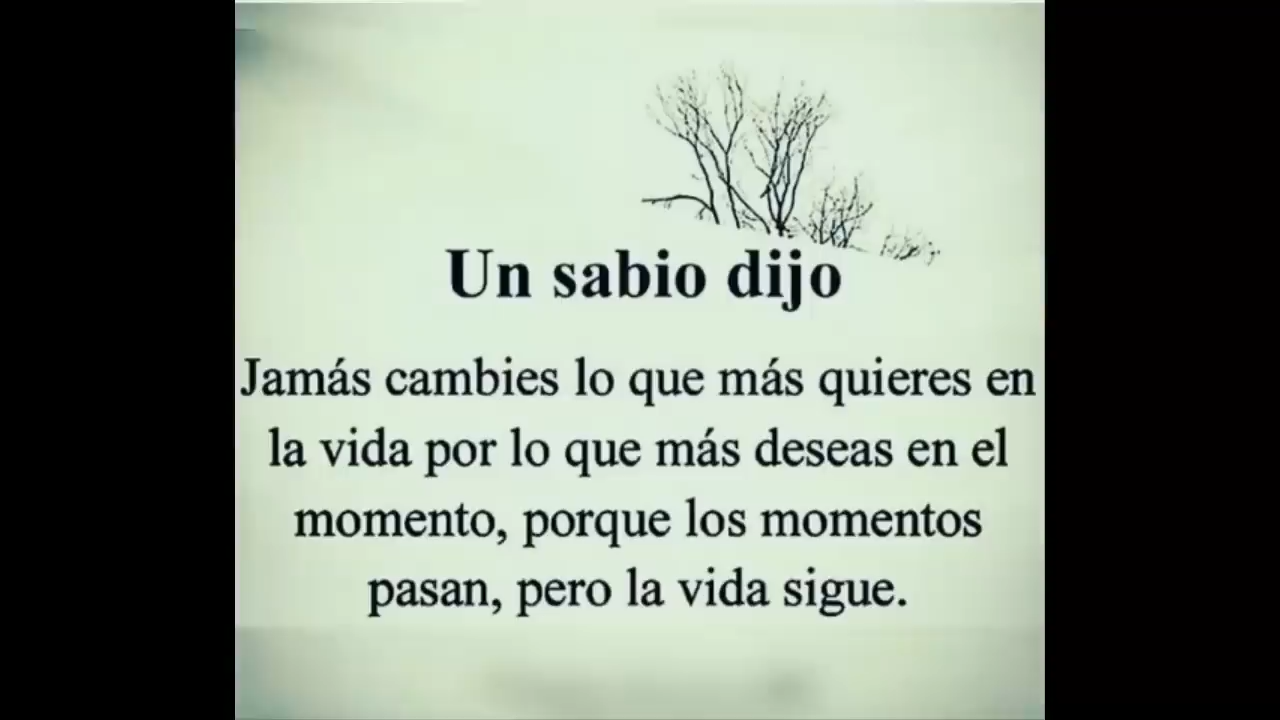 Un sabio dijo
Jamás cambies lo que más quieres en
la vida por lo que más deseas en el
momento, porque los momentos
pasan, pero la vida sigue.